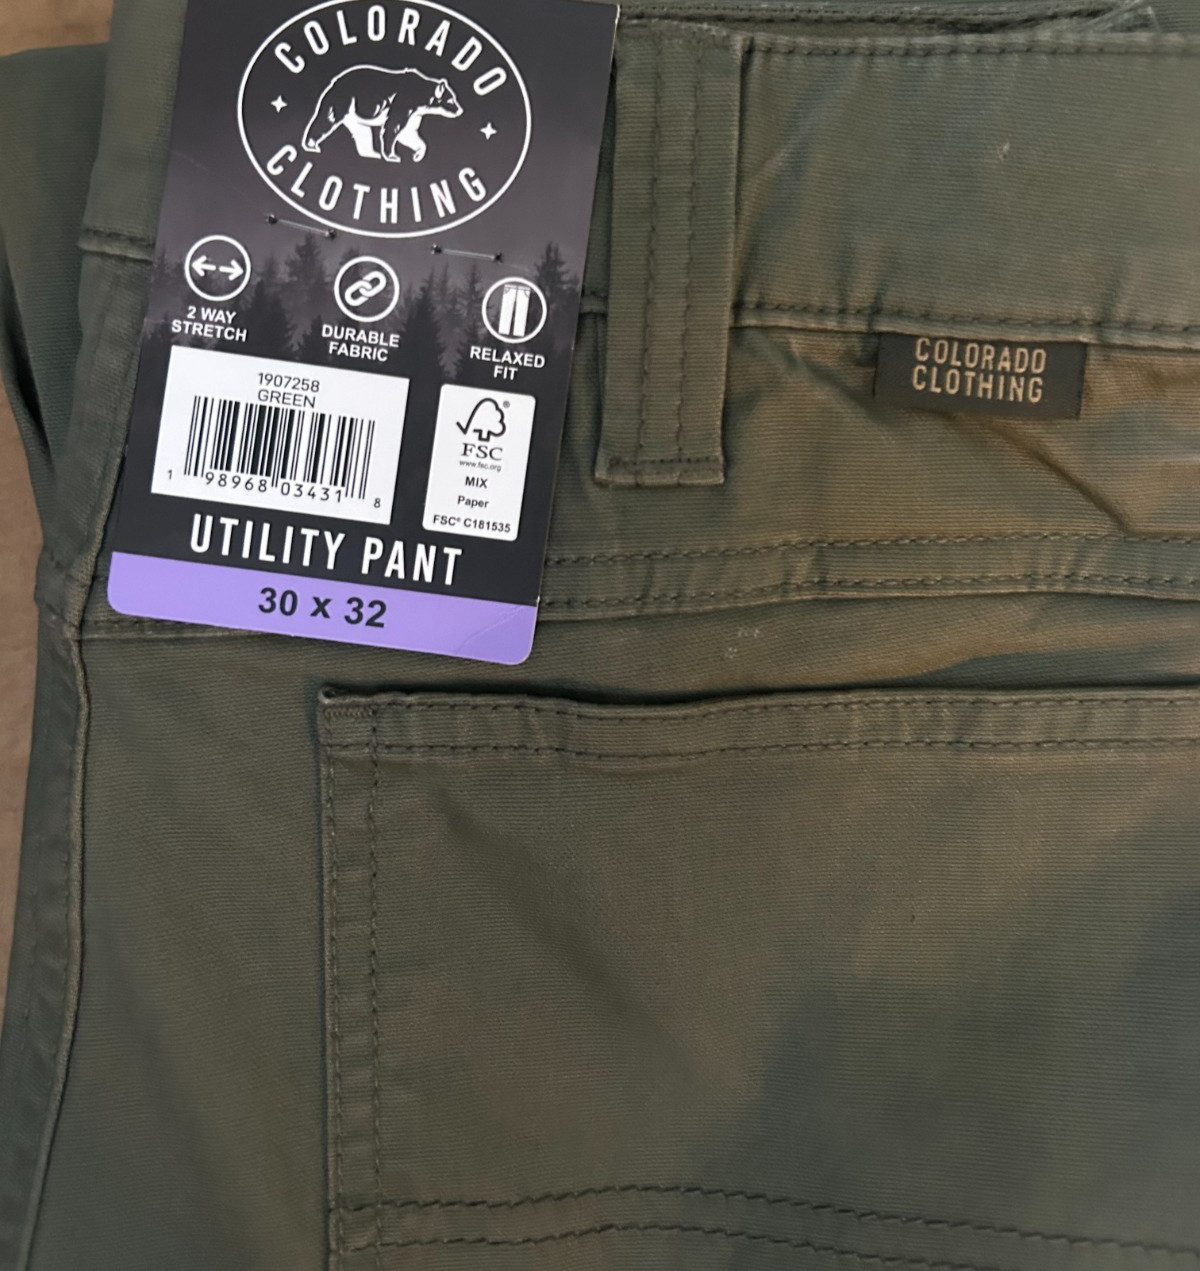 COLORADO
CLOTHING
2 WAY
STRETCH
DURABLE
FABRIC
RELAXED
FIT
1907258
GREEN
1 98968 03431 8
FSC®
www.fsc.org
MIX
Paper
FSC® C181535
UTILITY PANT
30 x 32
COLORADO
CLOTHING